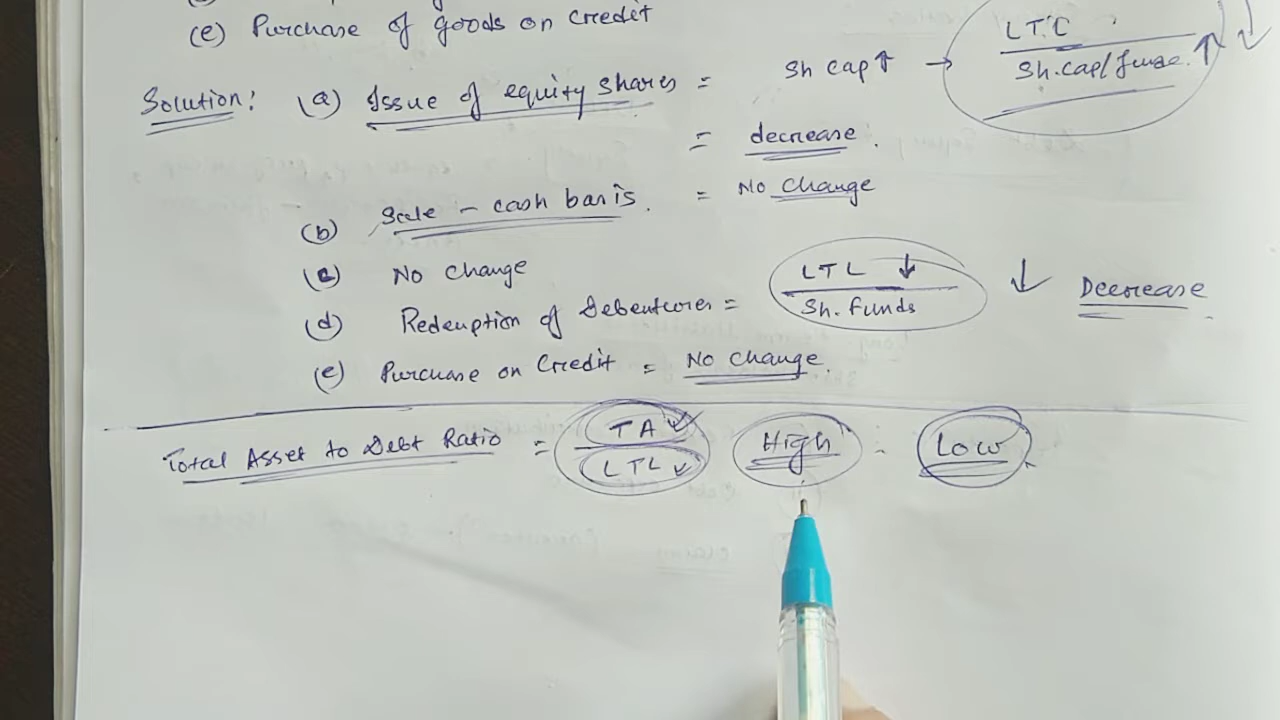 (e) Purchase of goods on credit
Solution: (a) Issue of equity shares = Sh cap↑ → LTL / Sh.cap/funds. ↑ ↓
= decrease.
(b) Sale - cash basis. = No change
(c) No change
(d) Redemption of Debentures = LTL ↓ / Sh. funds ↓ Decrease
(e) Purchase on Credit = No change.
Total Asset to Debt Ratio = TA / LTL High : Low